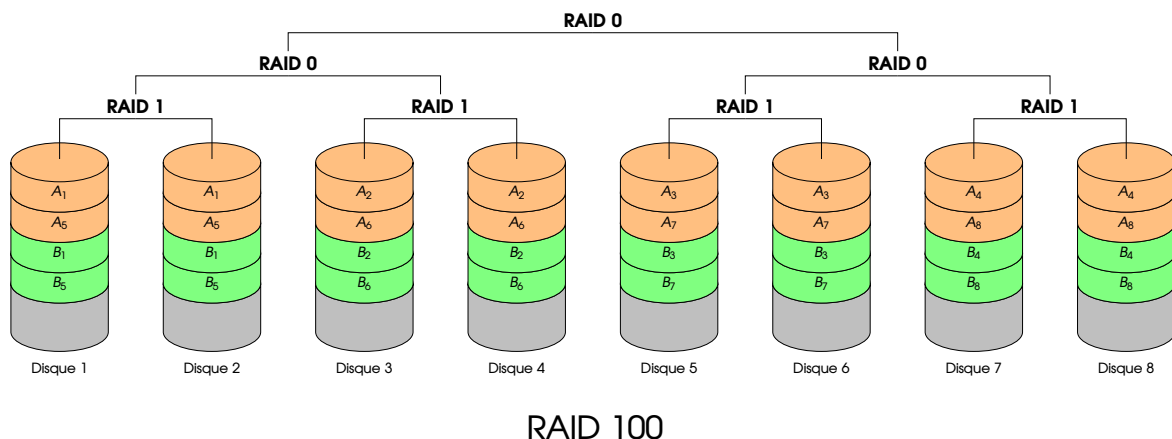 RAID 0
RAID 0 RAID 0
RAID 1 RAID 1 RAID 1 RAID 1
A₁ A₁ A₂ A₂ A₃ A₃ A₄ A₄
A₅ A₅ A₆ A₆ A₇ A₇ A₈ A₈
B₁ B₁ B₂ B₂ B₃ B₃ B₄ B₄
B₅ B₅ B₆ B₆ B₇ B₇ B₈ B₈
Disque 1 Disque 2 Disque 3 Disque 4 Disque 5 Disque 6 Disque 7 Disque 8
RAID 100